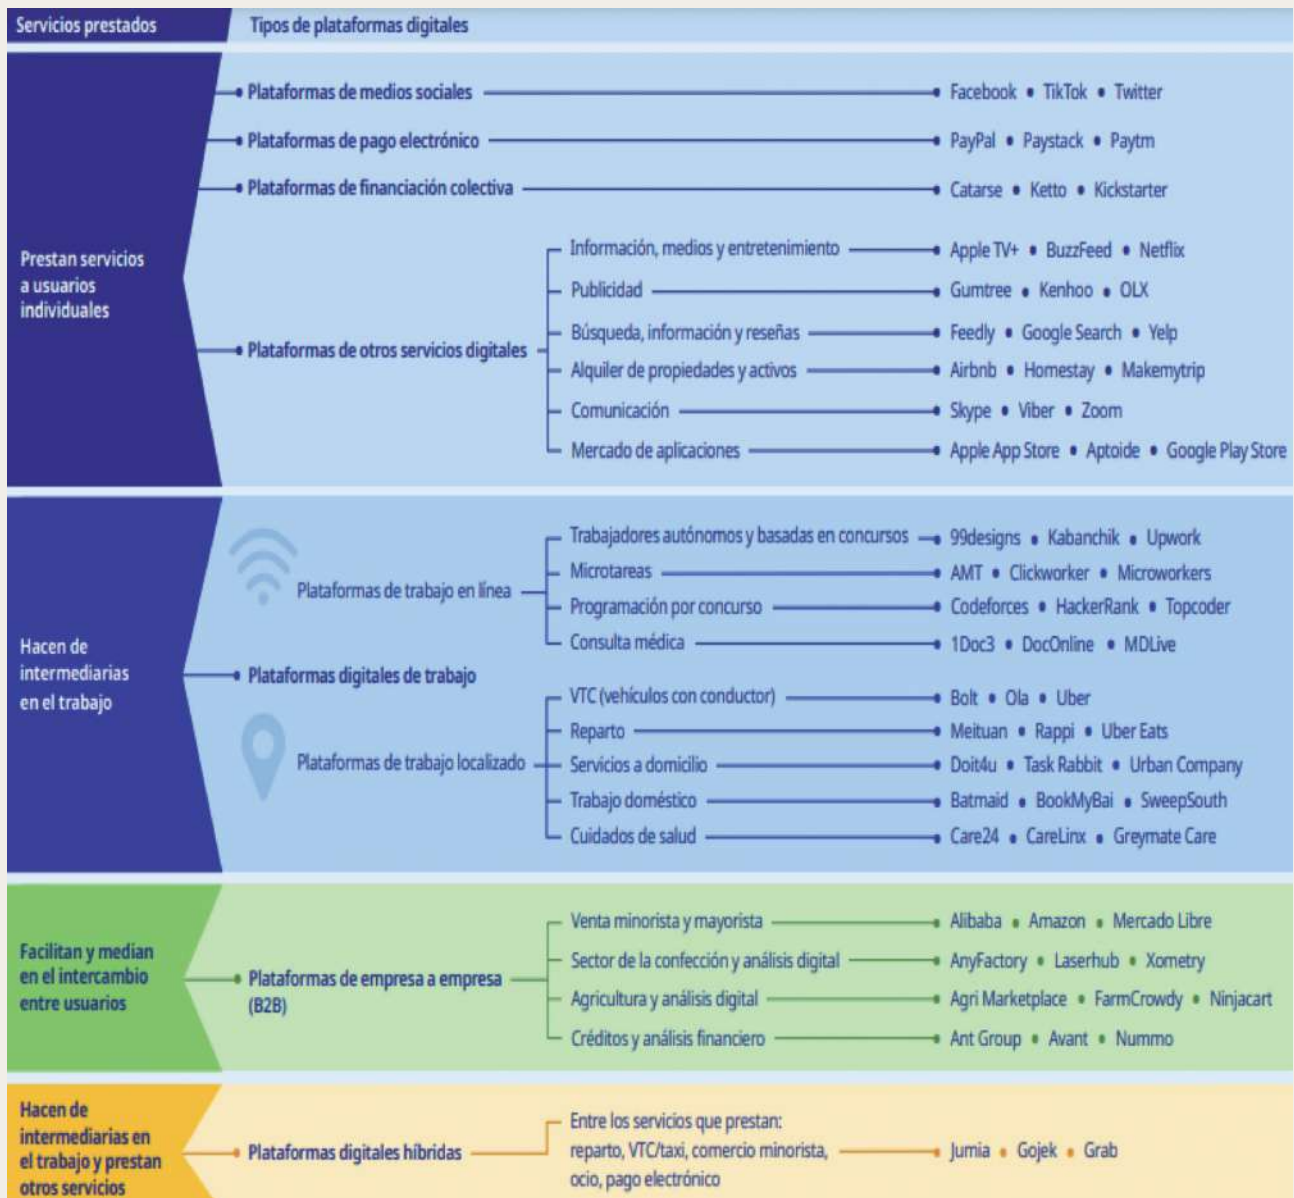 Servicios prestados
Tipos de plataformas digitales
Prestan servicios
a usuarios
individuales
Plataformas de medios sociales
Facebook • TikTok • Twitter
Plataformas de pago electrónico
PayPal • Paystack • Paytm
Plataformas de financiación colectiva
Catarse • Ketto • Kickstarter
Plataformas de otros servicios digitales
Información, medios y entretenimiento
Apple TV+ • BuzzFeed • Netflix
Publicidad
Gumtree • Kenhoo • OLX
Búsqueda, información y reseñas
Feedly • Google Search • Yelp
Alquiler de propiedades y activos
Airbnb • Homestay • Makemytrip
Comunicación
Skype • Viber • Zoom
Mercado de aplicaciones
Apple App Store • Aptoide • Google Play Store
Hacen de
intermediarias
en el trabajo
Plataformas digitales de trabajo
Plataformas de trabajo en línea
Trabajadores autónomos y basadas en concursos
99designs • Kabanchik • Upwork
Microtareas
AMT • Clickworker • Microworkers
Programación por concurso
Codeforces • HackerRank • Topcoder
Consulta médica
1Doc3 • DocOnline • MDLive
Plataformas de trabajo localizado
VTC (vehículos con conductor)
Bolt • Ola • Uber
Reparto
Meituan • Rappi • Uber Eats
Servicios a domicilio
Doit4u • Task Rabbit • Urban Company
Trabajo doméstico
Batmaid • BookMyBai • SweepSouth
Cuidados de salud
Care24 • CareLinx • Greymate Care
Facilitan y median
en el intercambio
entre usuarios
Plataformas de empresa a empresa
(B2B)
Venta minorista y mayorista
Alibaba • Amazon • Mercado Libre
Sector de la confección y análisis digital
AnyFactory • Laserhub • Xometry
Agricultura y análisis digital
Agri Marketplace • FarmCrowdy • Ninjacart
Créditos y análisis financiero
Ant Group • Avant • Nummo
Hacen de
intermediarias en
el trabajo y prestan
otros servicios
Plataformas digitales híbridas
Entre los servicios que prestan:
reparto, VTC/taxi, comercio minorista,
ocio, pago electrónico
Jumia • Gojek • Grab